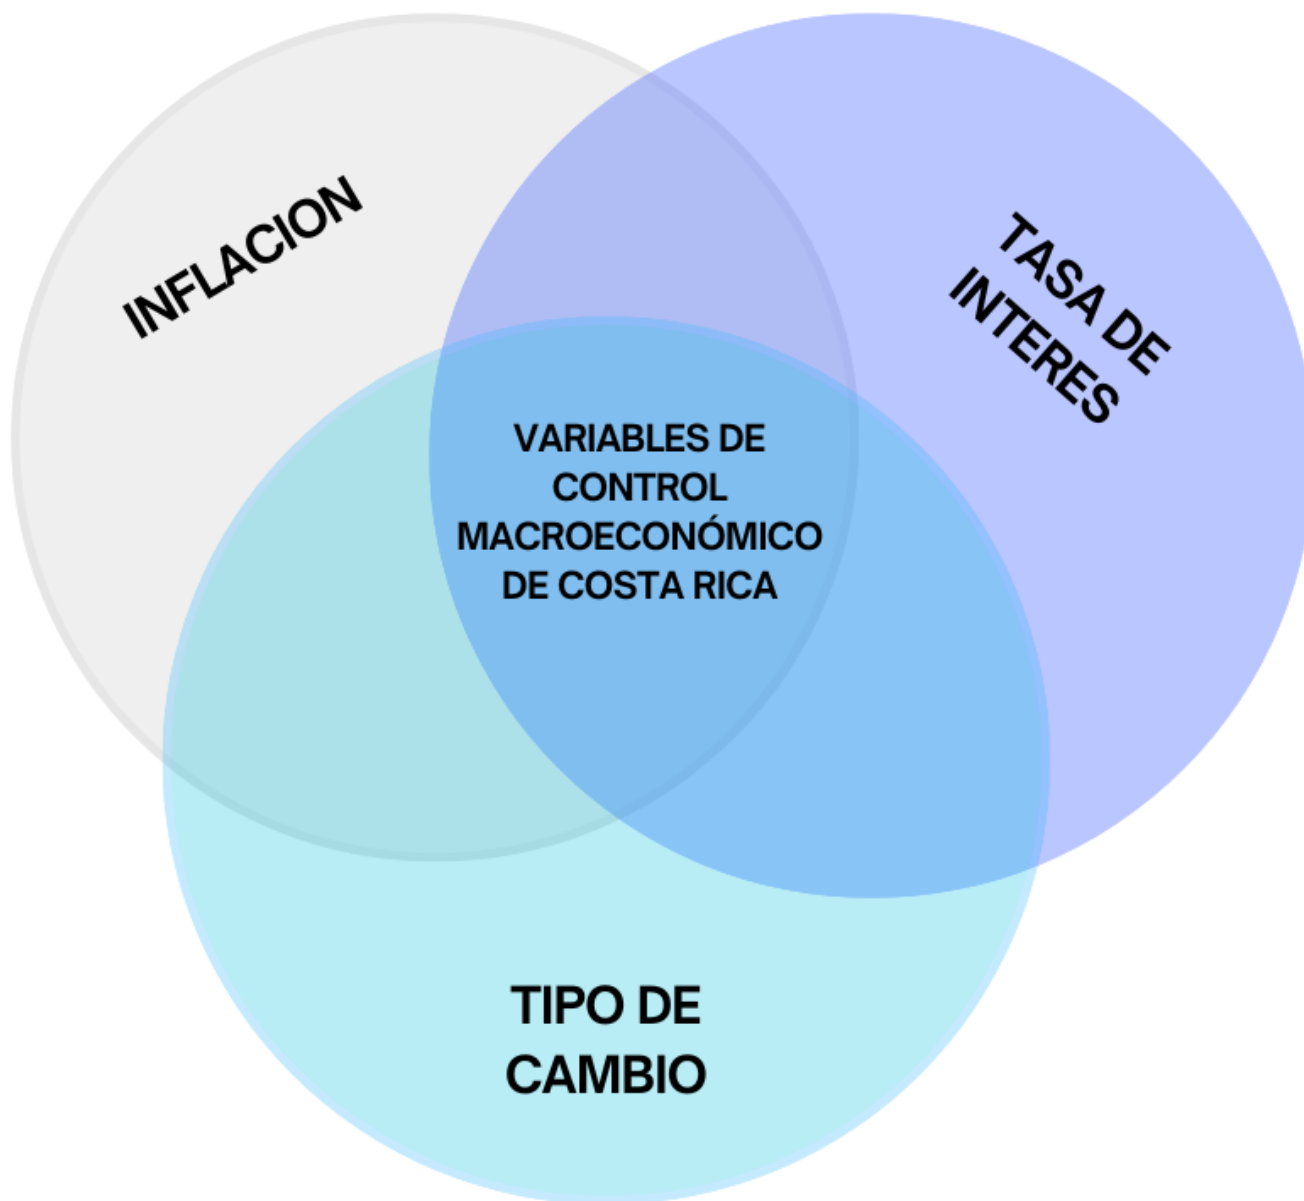 INFLACION
TASA DE
INTERES
VARIABLES DE
CONTROL
MACROECONÓMICO
DE COSTA RICA
TIPO DE
CAMBIO